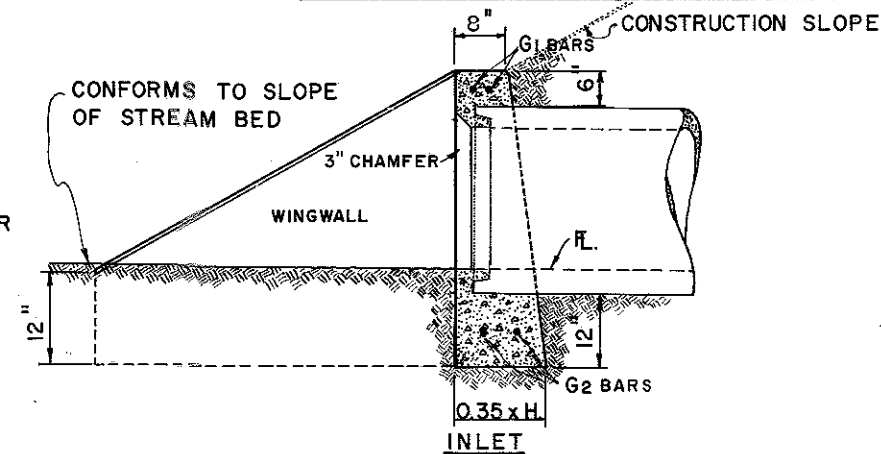 8"
CONSTRUCTION SLOPE
G1 BARS
6"
CONFORMS TO SLOPE
OF STREAM BED
3" CHAMFER
R
WINGWALL
FL.
12"
12"
G2 BARS
0.35 x H.
INLET